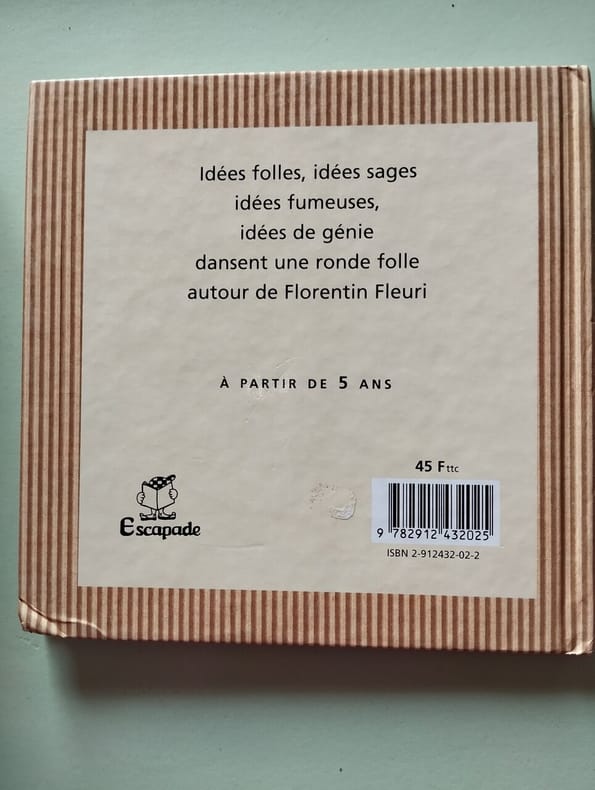 Idées folles, idées sages
idées fumeuses,
idées de génie
dansent une ronde folle
autour de Florentin Fleuri
À PARTIR DE 5 ANS
45 F ttc
Escapade
9 782912 432025
ISBN 2-912432-02-2